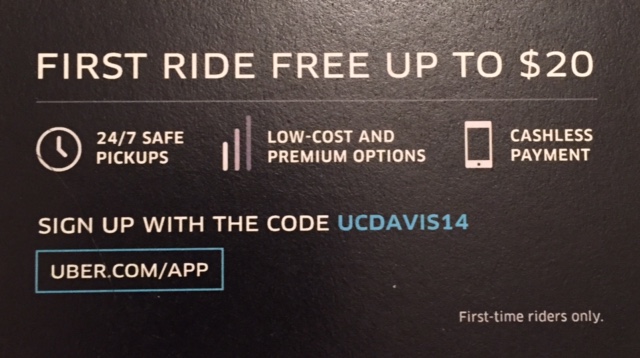 FIRST RIDE FREE UP TO $20
24/7 SAFE
PICKUPS
LOW-COST AND
PREMIUM OPTIONS
CASHLESS
PAYMENT
SIGN UP WITH THE CODE UCDAVIS14
UBER.COM/APP
First-time riders only.